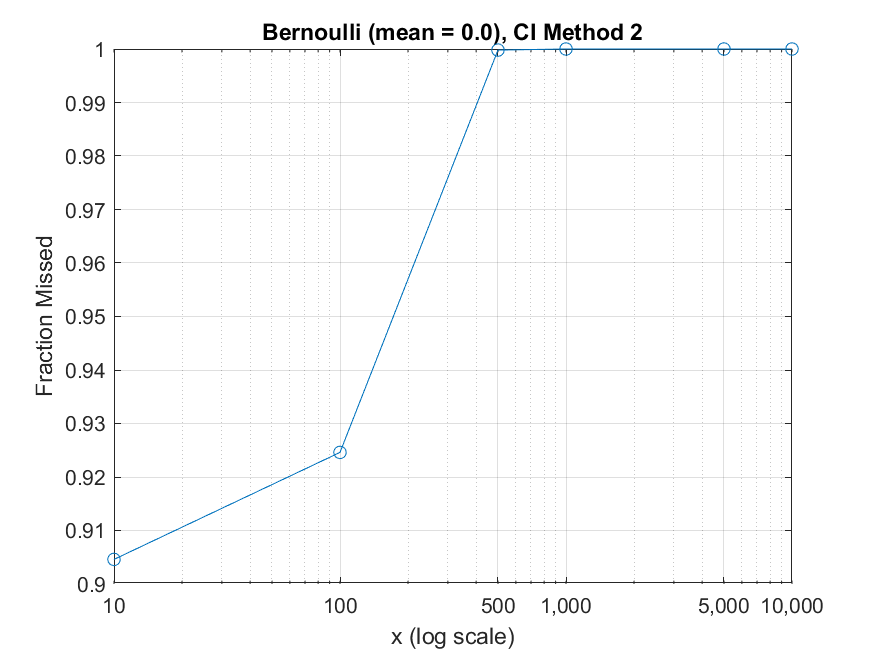 Bernoulli (mean = 0.0), CI Method 2
1
0.99
0.98
0.97
0.96
0.95
0.94
0.93
0.92
0.91
0.9
Fraction Missed
10 100 500 1,000 5,000 10,000
x (log scale)